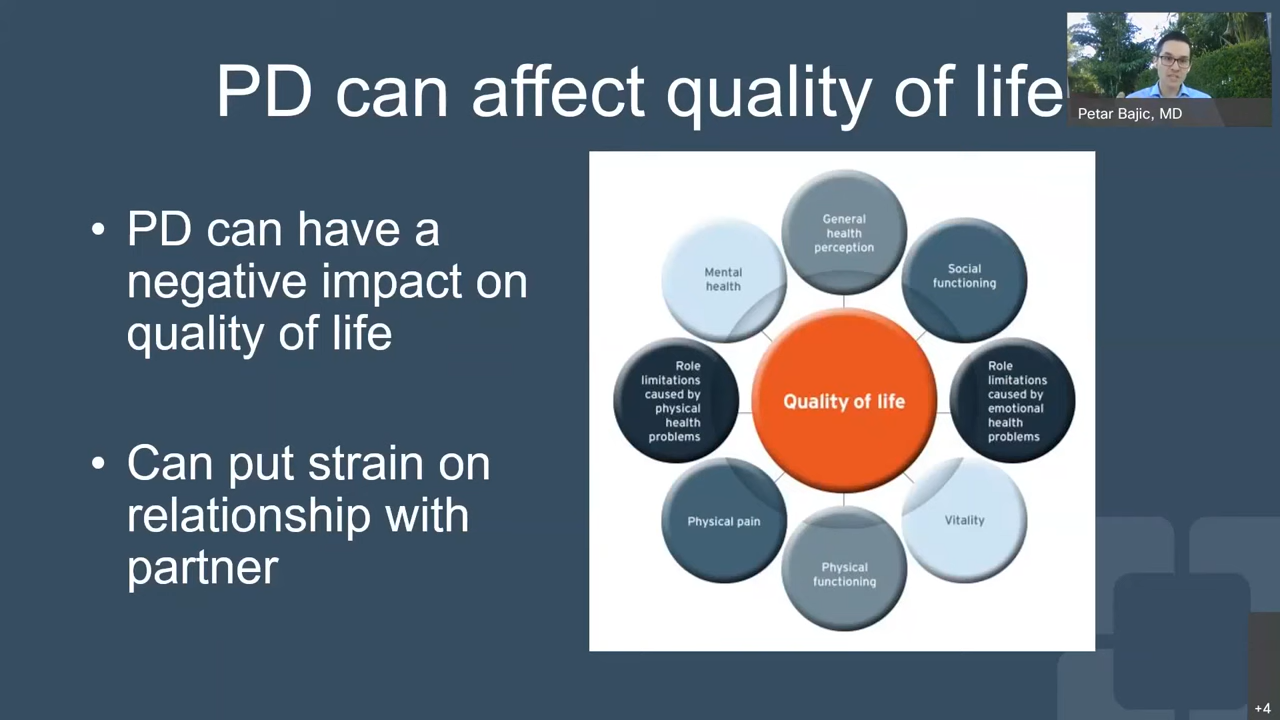 PD can affect quality of life
Petar Bajic, MD
• PD can have a
negative impact on
quality of life
• Can put strain on
relationship with
partner
General
health
perception
Mental
health
Social
functioning
Role
limitations
caused by
physical
health
problems
Quality of life
Role
limitations
caused by
emotional
health
problems
Physical pain
Vitality
Physical
functioning
+4